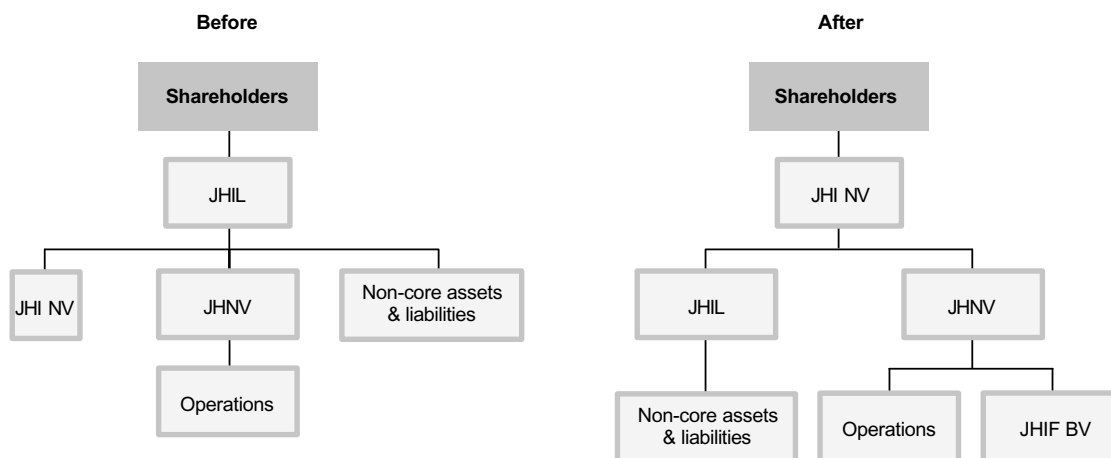 Before
Shareholders
JHIL
JHI NV
JHNV
Non-core assets
& liabilities
Operations
After
Shareholders
JHI NV
JHIL
JHNV
Non-core assets
& liabilities
Operations
JHIF BV